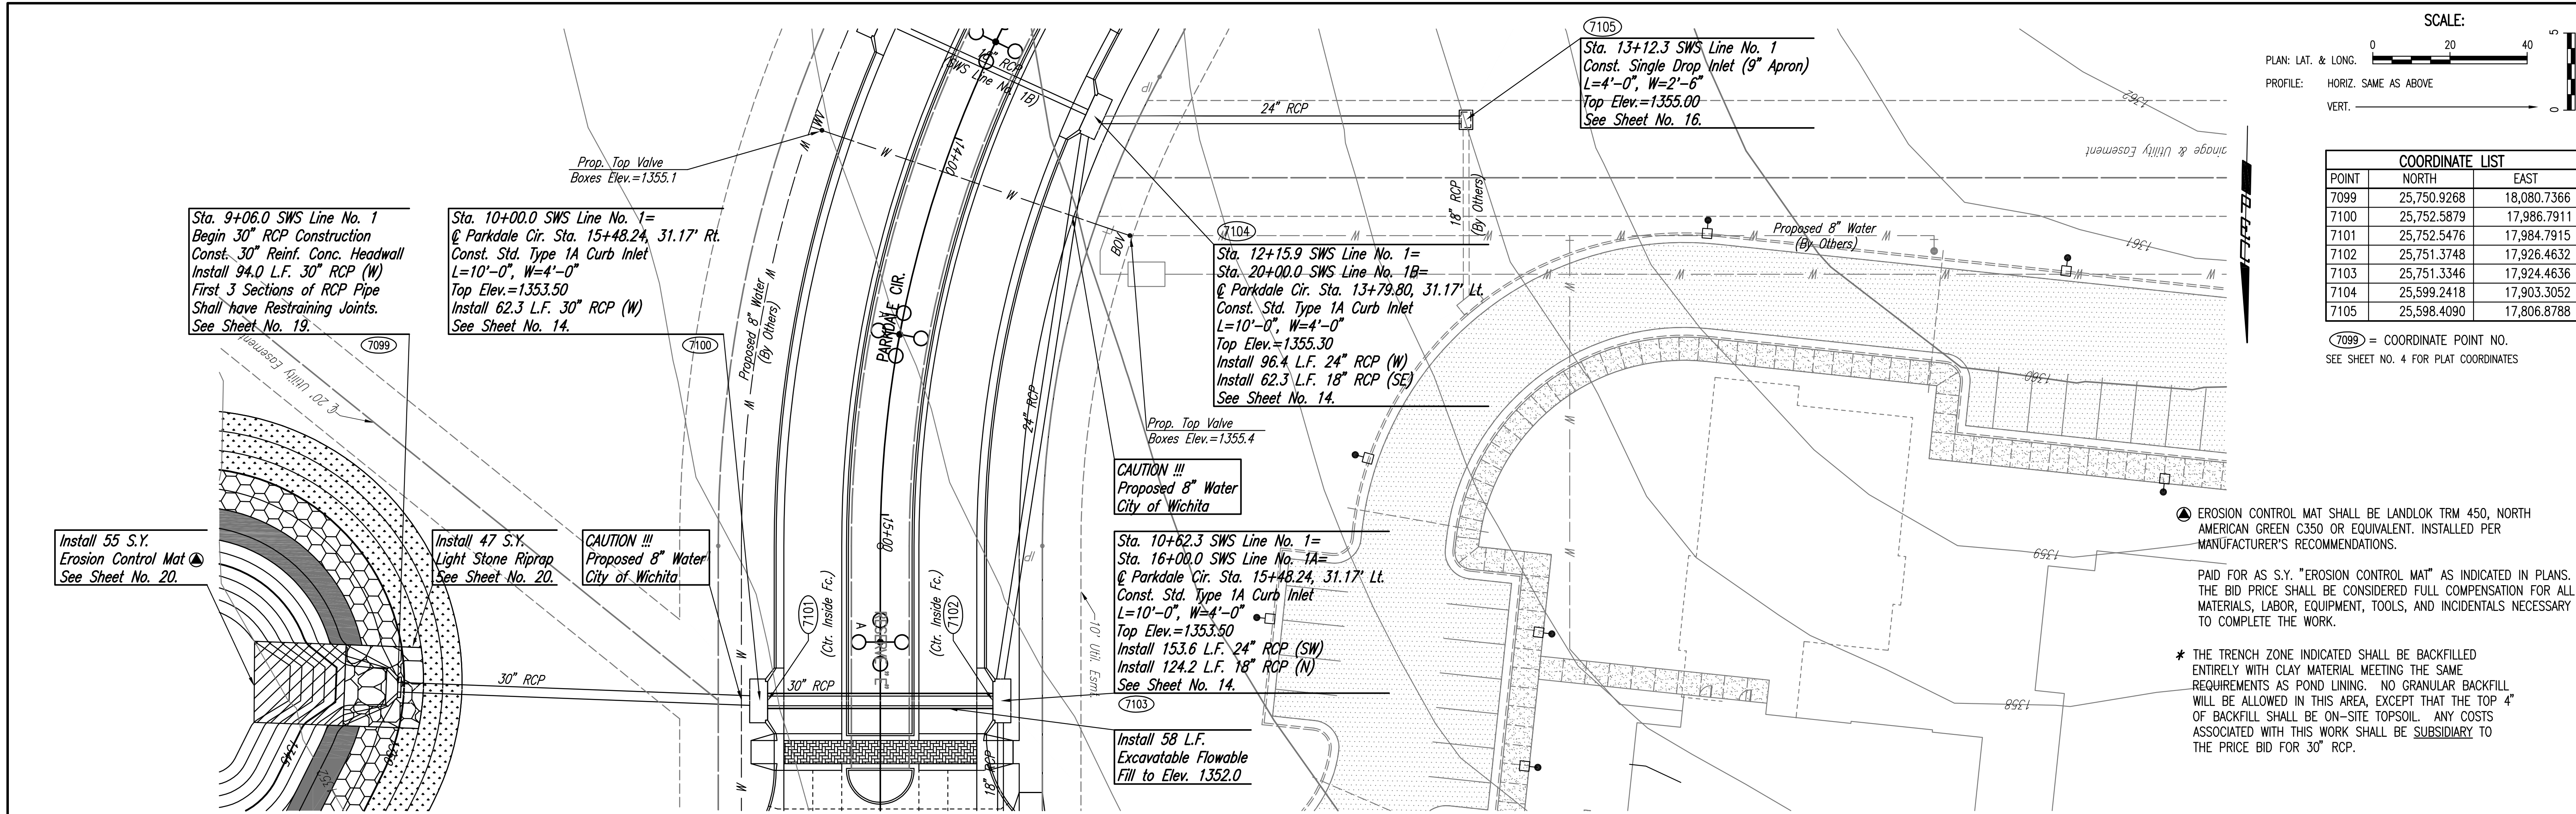 7105
Sta. 13+12.3 SWS Line No. 1
Const. Single Drop Inlet (9" Apron)
L=4'-0", W=2'-6"
Top Elev.=1355.00
See Sheet No. 16.
SCALE:
0 20 40
PLAN: LAT. & LONG.
PROFILE: HORIZ. SAME AS ABOVE
VERT.
0 5
18" RCP
(SWS Line No. 1B)
24" RCP
18" RCP
(By Others)
IP
1362
Drainage & Utility Easement
Prop. Top Valve
Boxes Elev.=1355.1
14+00
W
W
W
BOV
Sta. 9+06.0 SWS Line No. 1
Begin 30" RCP Construction
Const. 30" Reinf. Conc. Headwall
Install 94.0 L.F. 30" RCP (W)
First 3 Sections of RCP Pipe
Shall have Restraining Joints.
See Sheet No. 19.
7099
Sta. 10+00.0 SWS Line No. 1=
℄ Parkdale Cir. Sta. 15+48.24, 31.17' Rt.
Const. Std. Type 1A Curb Inlet
L=10'-0", W=4'-0"
Top Elev.=1353.50
Install 62.3 L.F. 30" RCP (W)
See Sheet No. 14.
7100
Proposed 8" Water
(By Others)
PARKDALE CIR.
7104
Sta. 12+15.9 SWS Line No. 1=
Sta. 20+00.0 SWS Line No. 1B=
℄ Parkdale Cir. Sta. 13+79.80, 31.17' Lt.
Const. Std. Type 1A Curb Inlet
L=10'-0", W=4'-0"
Top Elev.=1355.30
Install 96.4 L.F. 24" RCP (W)
Install 62.3 L.F. 18" RCP (SE)
See Sheet No. 14.
Proposed 8" Water
(By Others)
1361
COORDINATE LIST
POINT NORTH EAST
7099 25,750.9268 18,080.7366
7100 25,752.5879 17,986.7911
7101 25,752.5476 17,984.7915
7102 25,751.3748 17,926.4632
7103 25,751.3346 17,924.4636
7104 25,599.2418 17,903.3052
7105 25,598.4090 17,806.8788
7099 = COORDINATE POINT NO.
SEE SHEET NO. 4 FOR PLAT COORDINATES
℄ 20' Utility Easement
24" RCP
1360
Prop. Top Valve
Boxes Elev.=1355.4
CAUTION !!!
Proposed 8" Water
City of Wichita
Install 55 S.Y.
Erosion Control Mat
See Sheet No. 20.
Install 47 S.Y.
Light Stone Riprap
See Sheet No. 20.
CAUTION !!!
Proposed 8" Water
City of Wichita
15+00
7101
(Ctr. Inside Fc.)
7102
(Ctr. Inside Fc.)
RESERVE "E"
A
IP
10' Util. Esmt.
Sta. 10+62.3 SWS Line No. 1=
Sta. 16+00.0 SWS Line No. 1A=
℄ Parkdale Cir. Sta. 15+48.24, 31.17' Lt.
Const. Std. Type 1A Curb Inlet
L=10'-0", W=4'-0"
Top Elev.=1353.50
Install 153.6 L.F. 24" RCP (SW)
Install 124.2 L.F. 18" RCP (N)
See Sheet No. 14.
7103
30" RCP
30" RCP
Install 58 L.F.
Excavatable Flowable
Fill to Elev. 1352.0
18" RCP
1345
1352
1350
1359
1358
EROSION CONTROL MAT SHALL BE LANDLOK TRM 450, NORTH
AMERICAN GREEN C350 OR EQUIVALENT. INSTALLED PER
MANUFACTURER'S RECOMMENDATIONS.
PAID FOR AS S.Y. "EROSION CONTROL MAT" AS INDICATED IN PLANS.
THE BID PRICE SHALL BE CONSIDERED FULL COMPENSATION FOR ALL
MATERIALS, LABOR, EQUIPMENT, TOOLS, AND INCIDENTALS NECESSARY
TO COMPLETE THE WORK.
* THE TRENCH ZONE INDICATED SHALL BE BACKFILLED
ENTIRELY WITH CLAY MATERIAL MEETING THE SAME
REQUIREMENTS AS POND LINING. NO GRANULAR BACKFILL
WILL BE ALLOWED IN THIS AREA, EXCEPT THAT THE TOP 4"
OF BACKFILL SHALL BE ON-SITE TOPSOIL. ANY COSTS
ASSOCIATED WITH THIS WORK SHALL BE SUBSIDIARY TO
THE PRICE BID FOR 30" RCP.